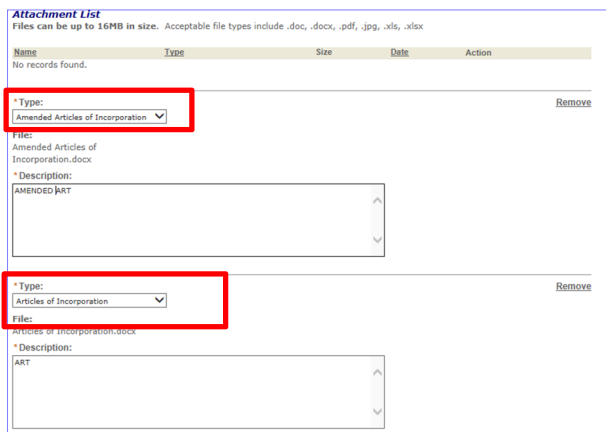 Attachment List
Files can be up to 16MB in size. Acceptable file types include .doc, .docx, .pdf, .jpg, .xls, .xlsx
Name Type Size Date Action
No records found.
*Type: Remove
Amended Articles of Incorporation
File:
Amended Articles of
Incorporation.docx
*Description:
AMENDED ART
*Type: Remove
Articles of Incorporation
File:
Articles of Incorporation.docx
*Description:
ART